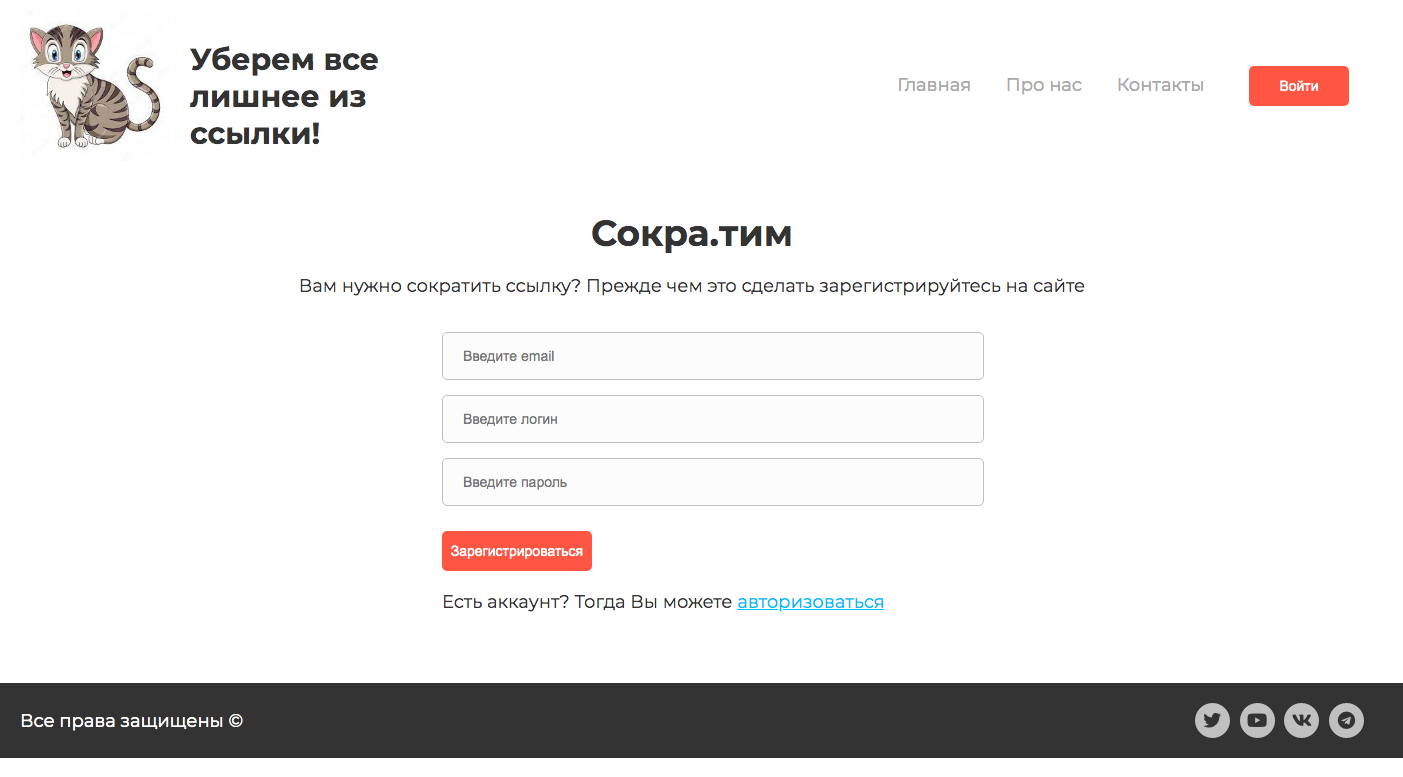 Уберем все
лишнее из
ссылки!
Главная
Про нас
Контакты
Войти
Сокра.тим
Вам нужно сократить ссылку? Прежде чем это сделать зарегистрируйтесь на сайте
Введите email
Введите логин
Введите пароль
Зарегистрироваться
Есть аккаунт? Тогда Вы можете авторизоваться
Все права защищены ©